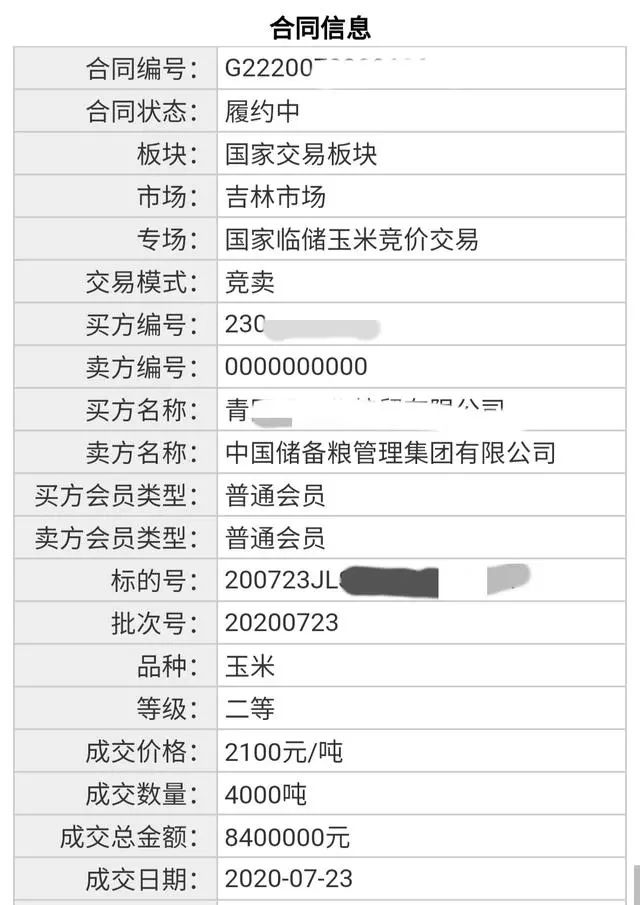 合同信息
合同编号： G22200
合同状态： 履约中
板块： 国家交易板块
市场： 吉林市场
专场： 国家临储玉米竞价交易
交易模式： 竞卖
买方编号： 230
卖方编号： 0000000000
买方名称： 青 有限公司
卖方名称： 中国储备粮管理集团有限公司
买方会员类型： 普通会员
卖方会员类型： 普通会员
标的号： 200723JL
批次号： 20200723
品种： 玉米
等级： 二等
成交价格： 2100元/吨
成交数量： 4000吨
成交总金额： 8400000元
成交日期： 2020-07-23